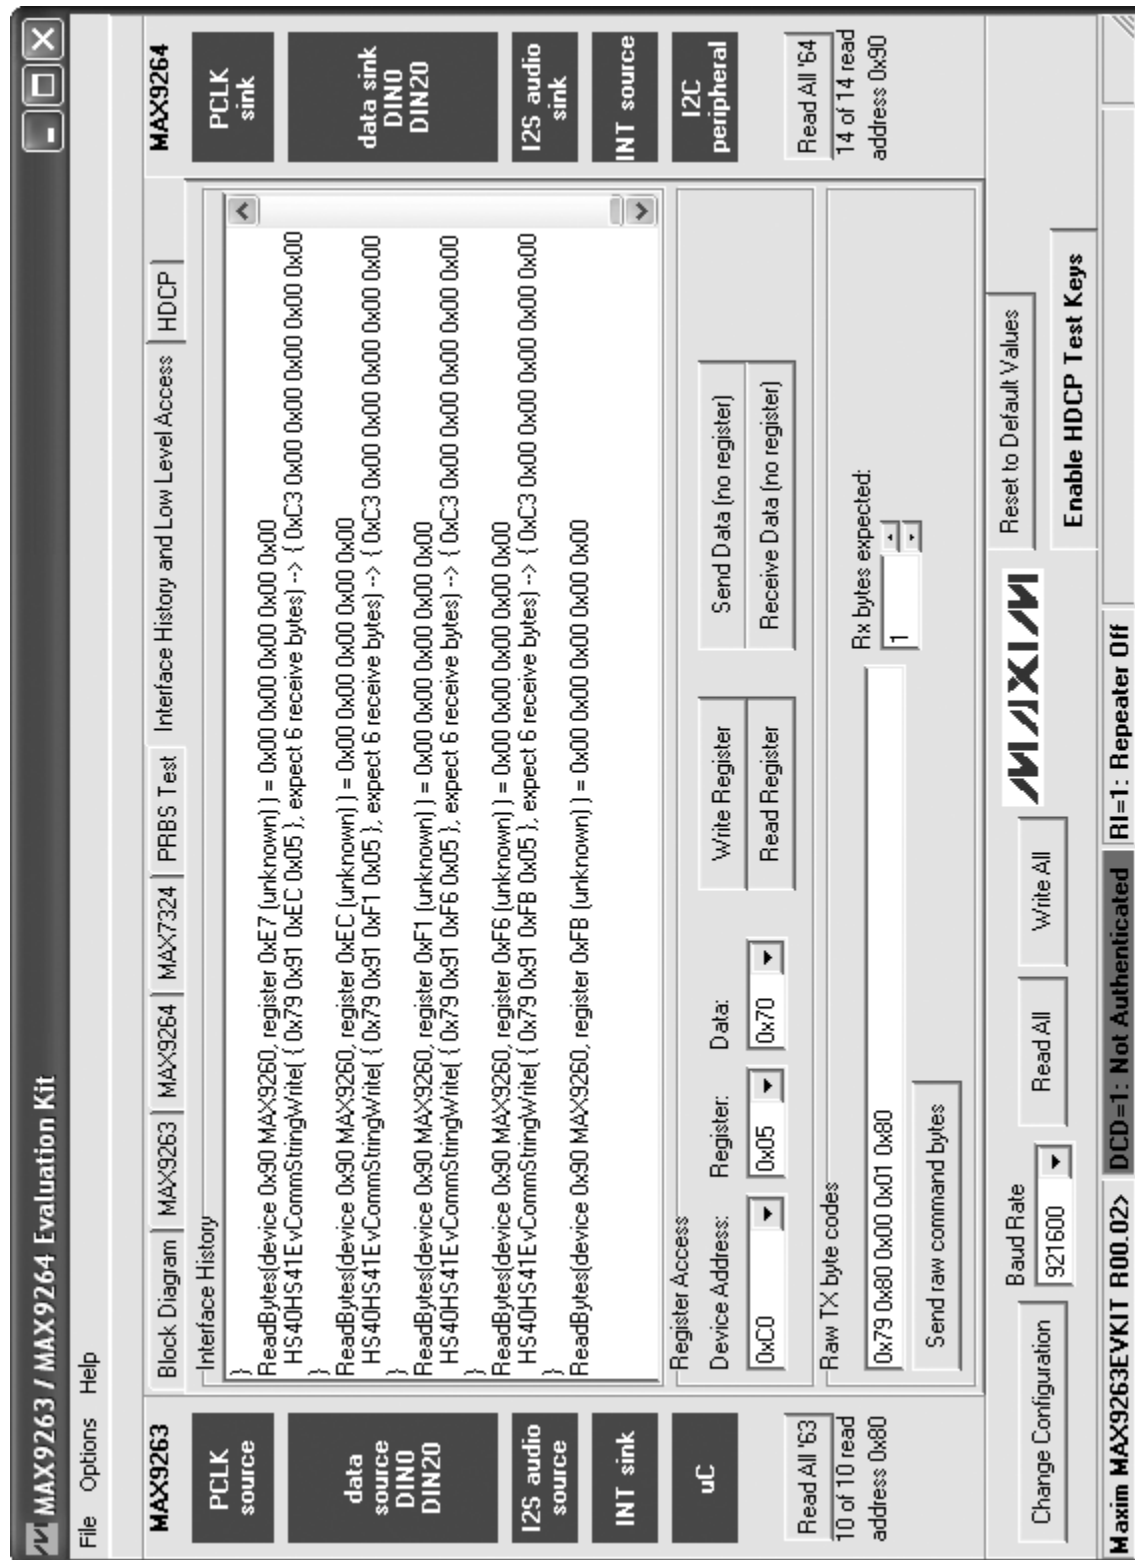 MAX9263 / MAX9264 Evaluation Kit
File Options Help
MAX9263
PCLK
source
data
source
DIN0
DIN20
I2S audio
source
INT sink
uC
Read All '63
10 of 10 read
address 0x80
Block Diagram MAX9263 MAX9264 MAX7324 PRBS Test Interface History and Low Level Access HDCP
Interface History
}
ReadBytes(device 0x90 MAX9260, register 0xE7 (unknown) ) = 0x00 0x00 0x00 0x00 0x00
HS40HS41EvCommStringWrite( { 0x79 0x91 0xEC 0x05 }, expect 6 receive bytes) --> { 0xC3 0x00 0x00 0x00 0x00 0x00
}
ReadBytes(device 0x90 MAX9260, register 0xEC (unknown) ) = 0x00 0x00 0x00 0x00 0x00
HS40HS41EvCommStringWrite( { 0x79 0x91 0xF1 0x05 }, expect 6 receive bytes) --> { 0xC3 0x00 0x00 0x00 0x00 0x00
}
ReadBytes(device 0x90 MAX9260, register 0xF1 (unknown) ) = 0x00 0x00 0x00 0x00 0x00
HS40HS41EvCommStringWrite( { 0x79 0x91 0xF6 0x05 }, expect 6 receive bytes) --> { 0xC3 0x00 0x00 0x00 0x00 0x00
}
ReadBytes(device 0x90 MAX9260, register 0xF6 (unknown) ) = 0x00 0x00 0x00 0x00 0x00
HS40HS41EvCommStringWrite( { 0x79 0x91 0xFB 0x05 }, expect 6 receive bytes) --> { 0xC3 0x00 0x00 0x00 0x00 0x00
}
ReadBytes(device 0x90 MAX9260, register 0xFB (unknown) ) = 0x00 0x00 0x00 0x00 0x00
Register Access
Device Address: Register: Data:
0xC0 0x05 0x70
Write Register
Read Register
Send Data (no register)
Receive Data (no register)
Raw TX byte codes
Rx bytes expected:
0x79 0x80 0x00 0x01 0x80
1
Send raw command bytes
MAX9264
PCLK
sink
data sink
DIN0
DIN20
I2S audio
sink
INT source
I2C
peripheral
Read All '64
14 of 14 read
address 0x90
Change Configuration
Baud Rate
921600
Read All
Write All
MAXIM
Reset to Default Values
Enable HDCP Test Keys
Maxim MAX9263EVKIT R00.02> DCD=1: Not Authenticated RI=1: Repeater Off